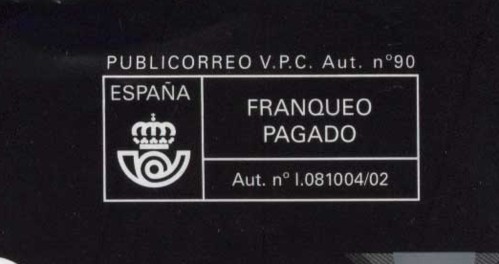 PUBLICORREO V.P.C. Aut. nº90
ESPAÑA
FRANQUEO
PAGADO
Aut. nº I.081004/02